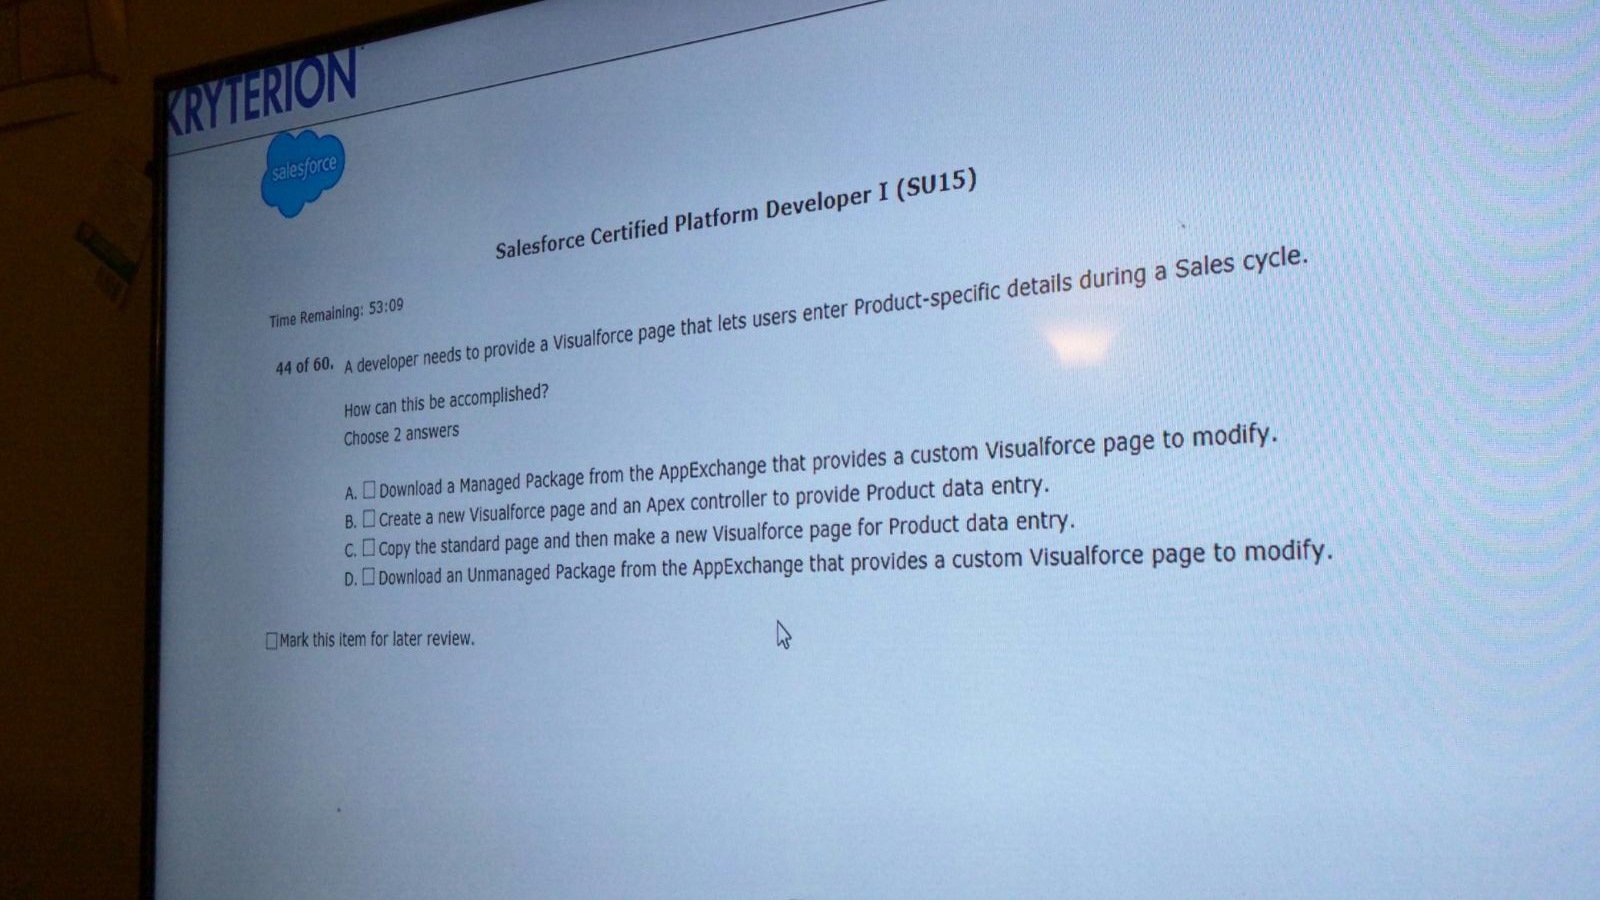 KRYTERION
salesforce
Salesforce Certified Platform Developer I (SU15)
Time Remaining: 53:09
44 of 60. A developer needs to provide a Visualforce page that lets users enter Product-specific details during a Sales cycle.
How can this be accomplished?
Choose 2 answers
A. Download a Managed Package from the AppExchange that provides a custom Visualforce page to modify.
B. Create a new Visualforce page and an Apex controller to provide Product data entry.
C. Copy the standard page and then make a new Visualforce page for Product data entry.
D. Download an Unmanaged Package from the AppExchange that provides a custom Visualforce page to modify.
Mark this item for later review.